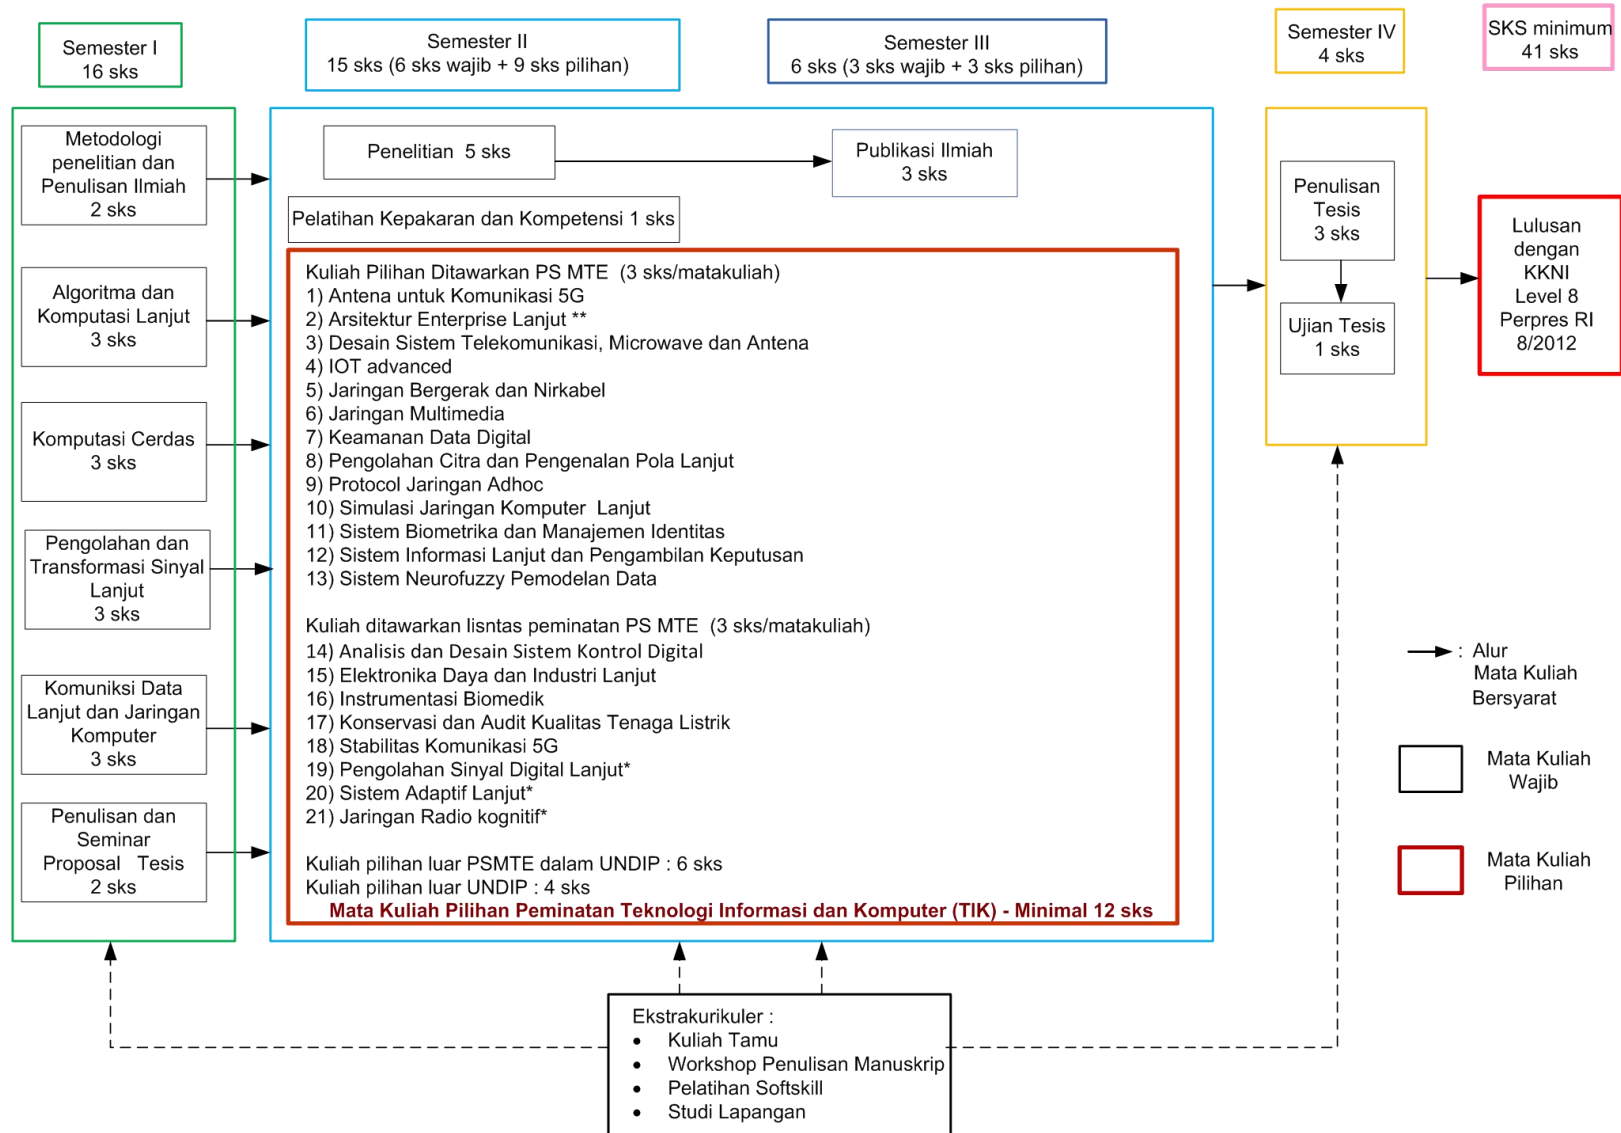 Semester I
16 sks
Semester II
15 sks (6 sks wajib + 9 sks pilihan)
Semester III
6 sks (3 sks wajib + 3 sks pilihan)
Semester IV
4 sks
SKS minimum
41 sks
Metodologi
penelitian dan
Penulisan Ilmiah
2 sks
Algoritma dan
Komputasi Lanjut
3 sks
Komputasi Cerdas
3 sks
Pengolahan dan
Transformasi Sinyal
Lanjut
3 sks
Komuniksi Data
Lanjut dan Jaringan
Komputer
3 sks
Penulisan dan
Seminar
Proposal Tesis
2 sks
Penelitian 5 sks
Publikasi Ilmiah
3 sks
Pelatihan Kepakaran dan Kompetensi 1 sks
Kuliah Pilihan Ditawarkan PS MTE (3 sks/matakuliah)
1) Antena untuk Komunikasi 5G
2) Arsitektur Enterprise Lanjut **
3) Desain Sistem Telekomunikasi, Microwave dan Antena
4) IOT advanced
5) Jaringan Bergerak dan Nirkabel
6) Jaringan Multimedia
7) Keamanan Data Digital
8) Pengolahan Citra dan Pengenalan Pola Lanjut
9) Protocol Jaringan Adhoc
10) Simulasi Jaringan Komputer Lanjut
11) Sistem Biometrika dan Manajemen Identitas
12) Sistem Informasi Lanjut dan Pengambilan Keputusan
13) Sistem Neurofuzzy Pemodelan Data
Kuliah ditawarkan lisntas peminatan PS MTE (3 sks/matakuliah)
14) Analisis dan Desain Sistem Kontrol Digital
15) Elektronika Daya dan Industri Lanjut
16) Instrumentasi Biomedik
17) Konservasi dan Audit Kualitas Tenaga Listrik
18) Stabilitas Komunikasi 5G
19) Pengolahan Sinyal Digital Lanjut*
20) Sistem Adaptif Lanjut*
21) Jaringan Radio kognitif*
Kuliah pilihan luar PSMTE dalam UNDIP : 6 sks
Kuliah pilihan luar UNDIP : 4 sks
Mata Kuliah Pilihan Peminatan Teknologi Informasi dan Komputer (TIK) - Minimal 12 sks
Penulisan
Tesis
3 sks
Ujian Tesis
1 sks
Lulusan
dengan
KKNI
Level 8
Perpres RI
8/2012
: Alur
Mata Kuliah
Bersyarat
Mata Kuliah
Wajib
Mata Kuliah
Pilihan
Ekstrakurikuler :
• Kuliah Tamu
• Workshop Penulisan Manuskrip
• Pelatihan Softskill
• Studi Lapangan